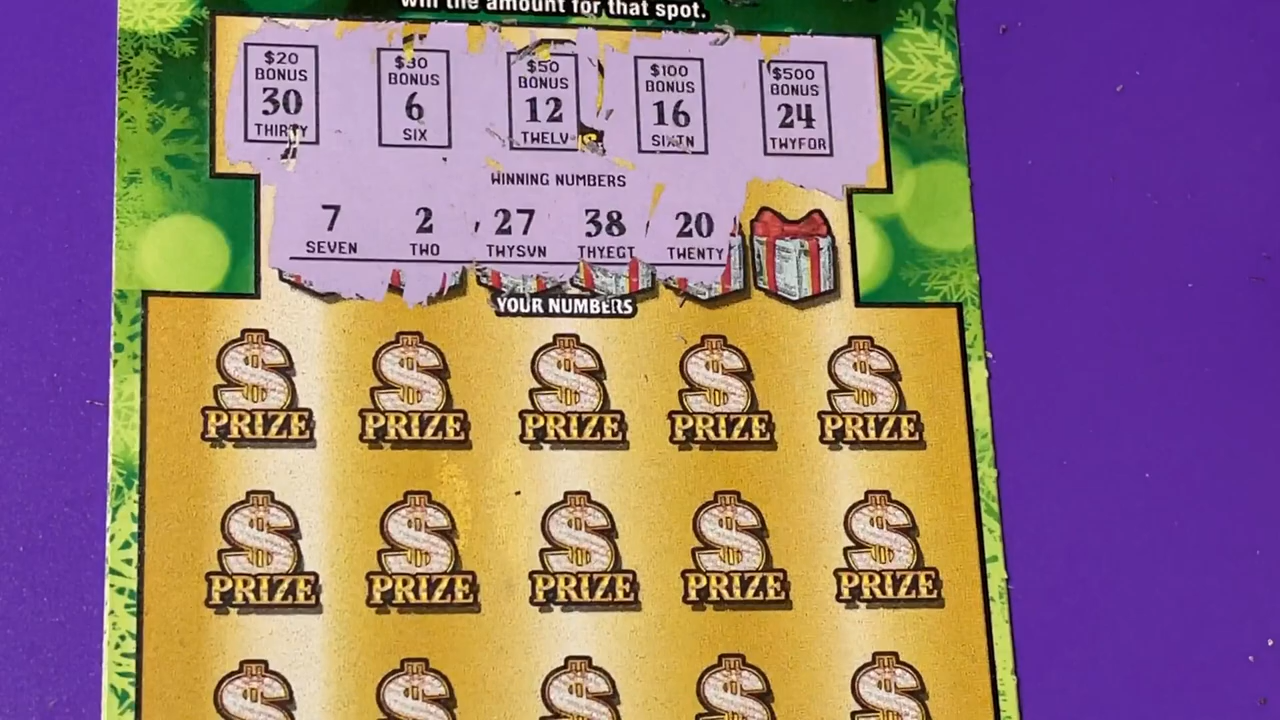 win the amount for that spot.
$20 $30 $50 $100 $500
BONUS BONUS BONUS BONUS BONUS
30 6 12 16 24
THIRTY SIX TWELV SIXTN TWYFOR
WINNING NUMBERS
7 2 27 38 20
SEVEN TWO TWYSVN THYEGT TWENTY
YOUR NUMBERS
$ $ $ $ $
PRIZE PRIZE PRIZE PRIZE PRIZE
$ $ $ $ $
PRIZE PRIZE PRIZE PRIZE PRIZE
$ $ $ $ $